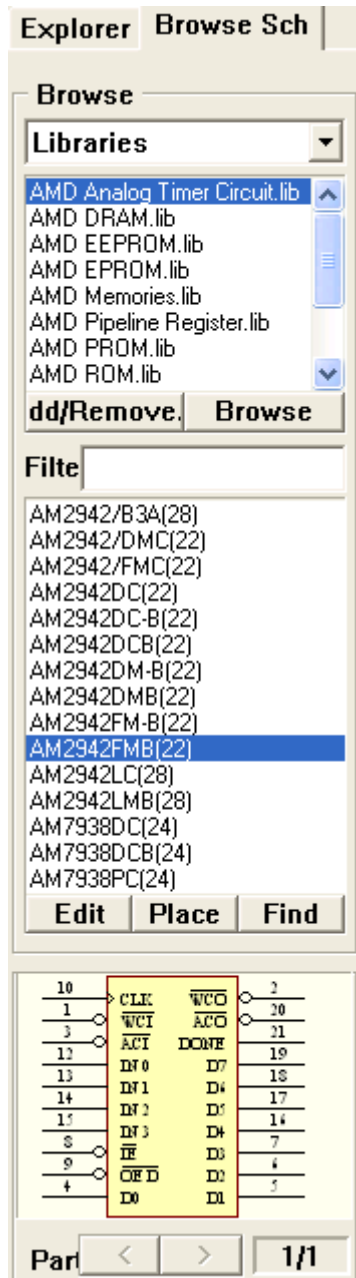 Explorer Browse Sch
Browse
Libraries
AMD Analog Timer Circuit.lib
AMD DRAM.lib
AMD EEPROM.lib
AMD EPROM.lib
AMD Memories.lib
AMD Pipeline Register.lib
AMD PROM.lib
AMD ROM.lib
dd/Remove. Browse
Filte
AM2942/B3A(28)
AM2942/DMC(22)
AM2942/FMC(22)
AM2942DC(22)
AM2942DC-B(22)
AM2942DCB(22)
AM2942DM-B(22)
AM2942DMB(22)
AM2942FM-B(22)
AM2942FMB(22)
AM2942LC(28)
AM2942LMB(28)
AM7938DC(24)
AM7938DCB(24)
AM7938PC(24)
Edit Place Find
10 CLK WCO 2
1 WCI ACO 20
3 ACI DONE 21
12 IN0 D7 19
13 IN1 D6 18
14 IN2 D5 17
15 IN3 D4 16
8 IE D3 7
9 OED D2 6
4 D0 D1 5
Part < > 1/1